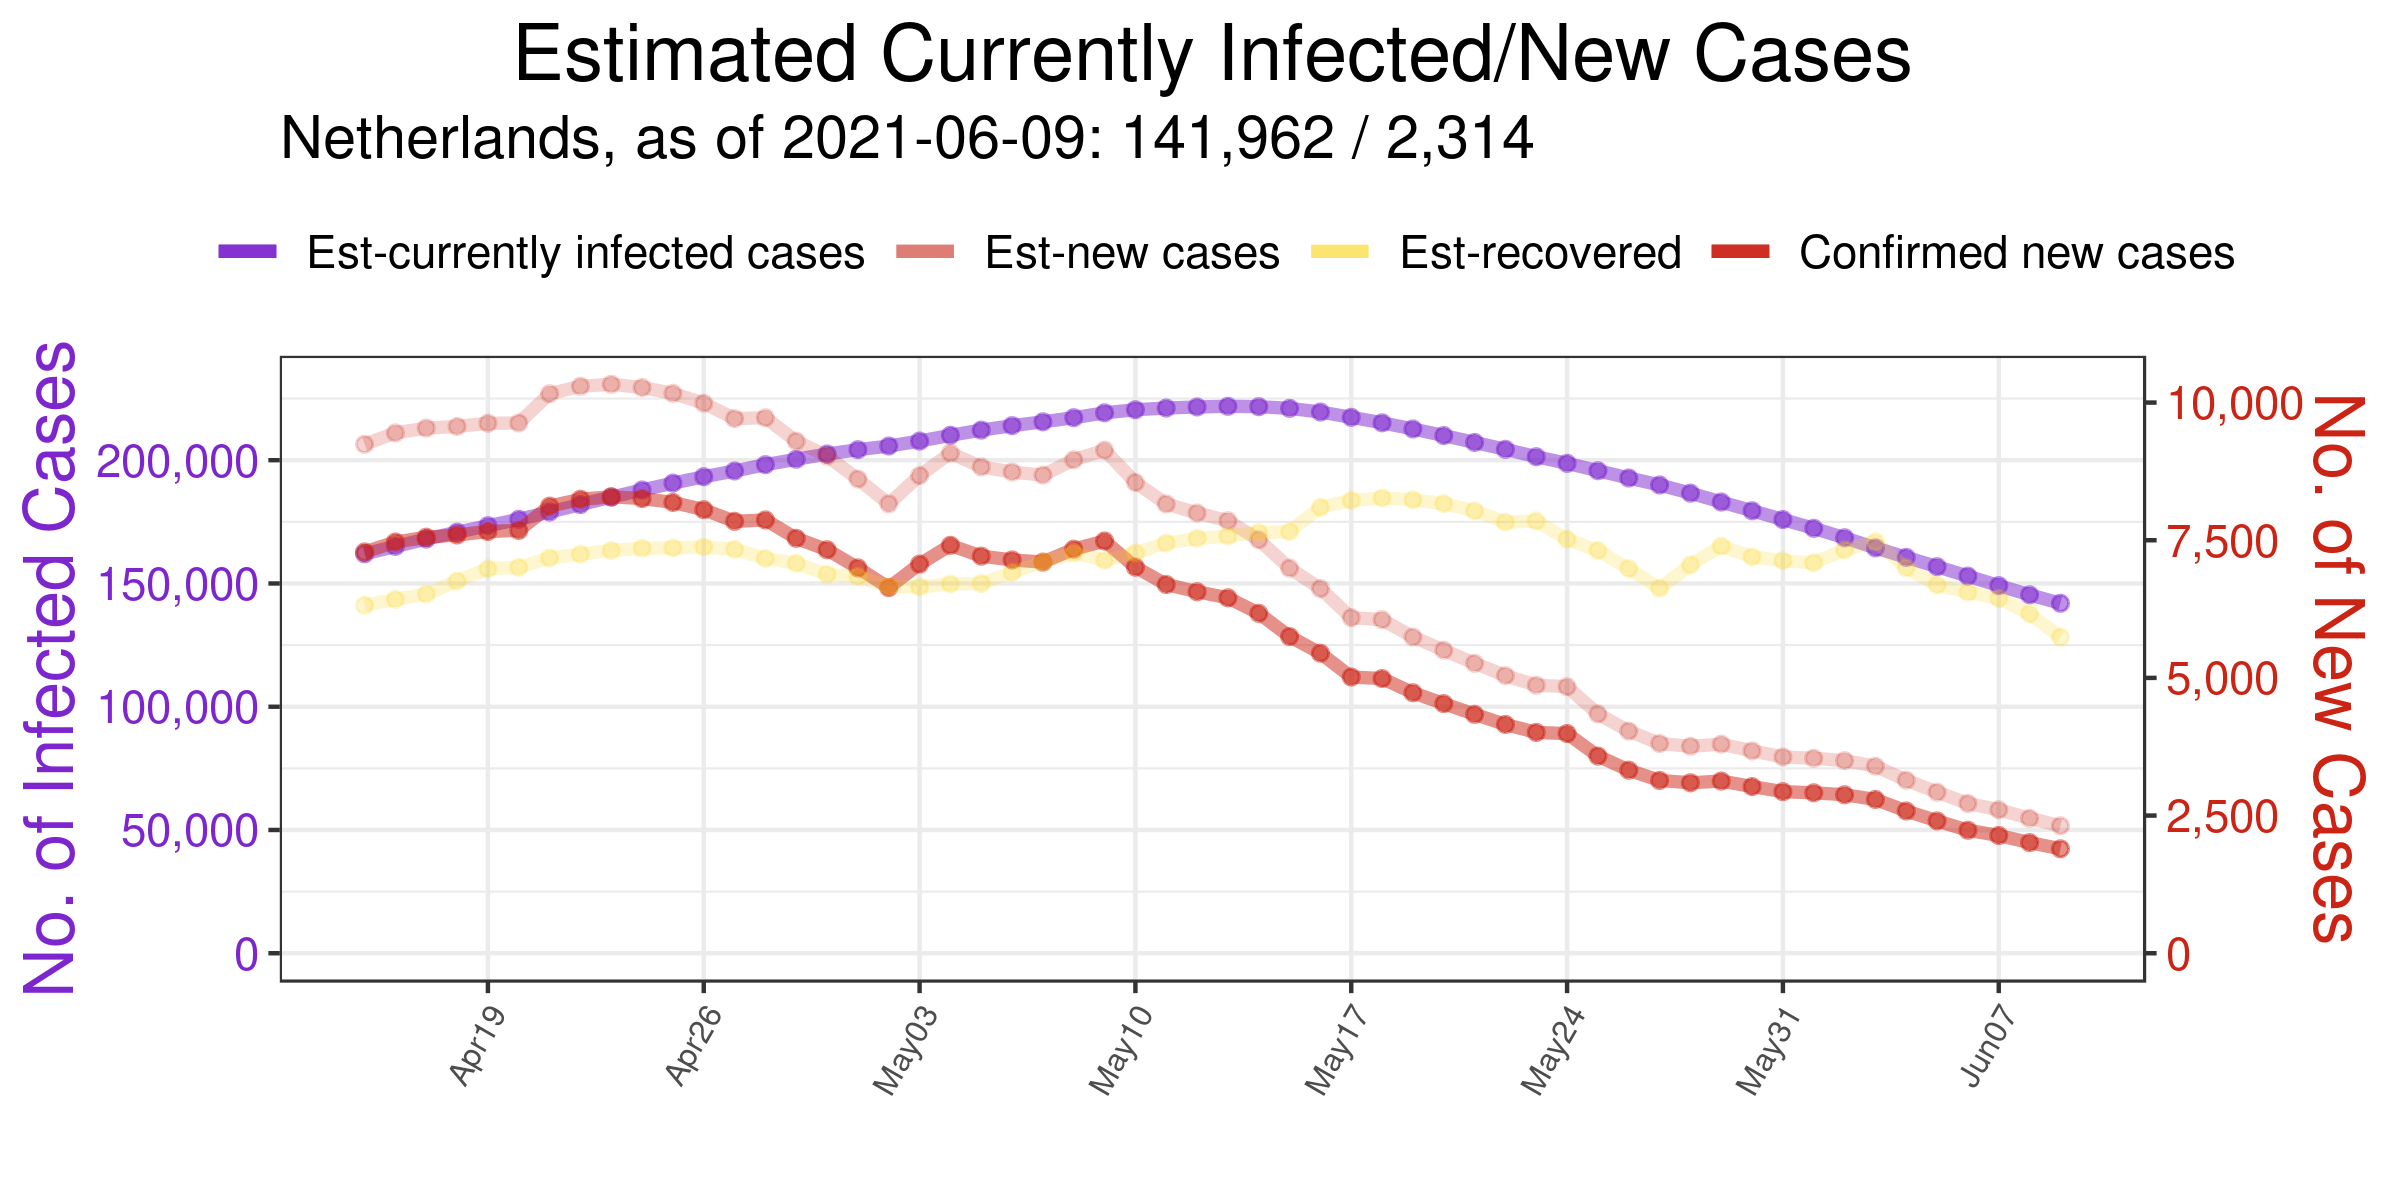 Estimated Currently Infected/New Cases
Netherlands, as of 2021-06-09: 141,962 / 2,314
Est-currently infected cases
Est-new cases
Est-recovered
Confirmed new cases
No. of Infected Cases
200,000
150,000
100,000
50,000
0
10,000
7,500
5,000
2,500
0
No. of New Cases
Apr19
Apr26
May03
May10
May17
May24
May31
Jun07